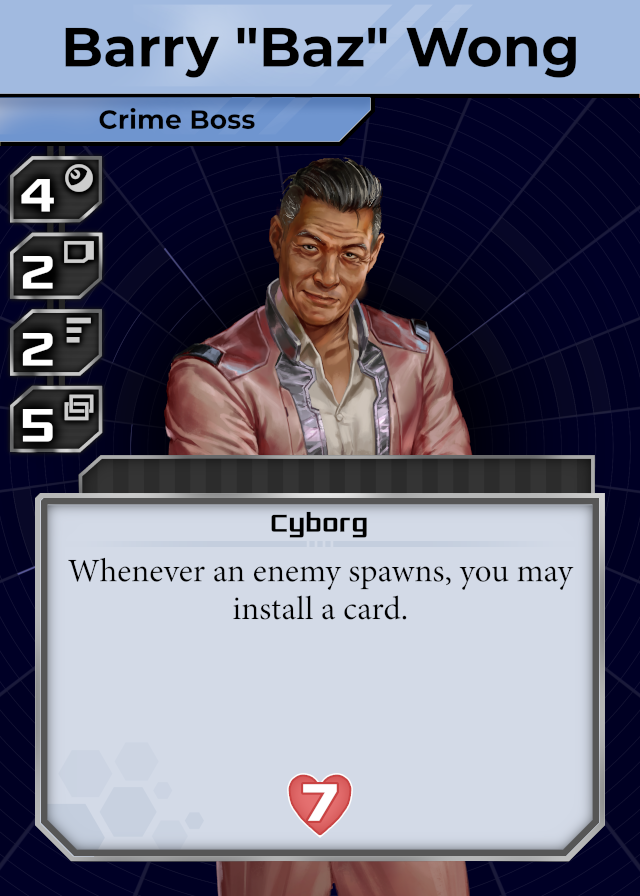 Barry "Baz" Wong
Crime Boss
4
2
2
5
Cyborg
Whenever an enemy spawns, you may
install a card.
7